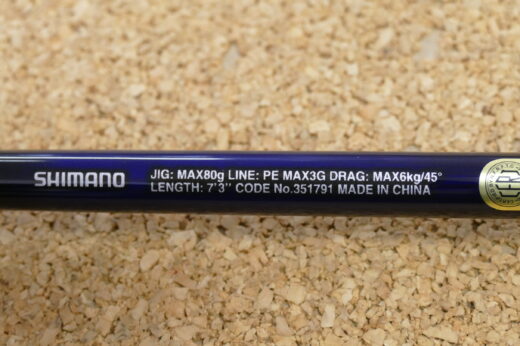 SHIMANO
JIG: MAX80g LINE: PE MAX3G DRAG: MAX6kg/45°
LENGTH: 7'3'' CODE No.351791 MADE IN CHINA